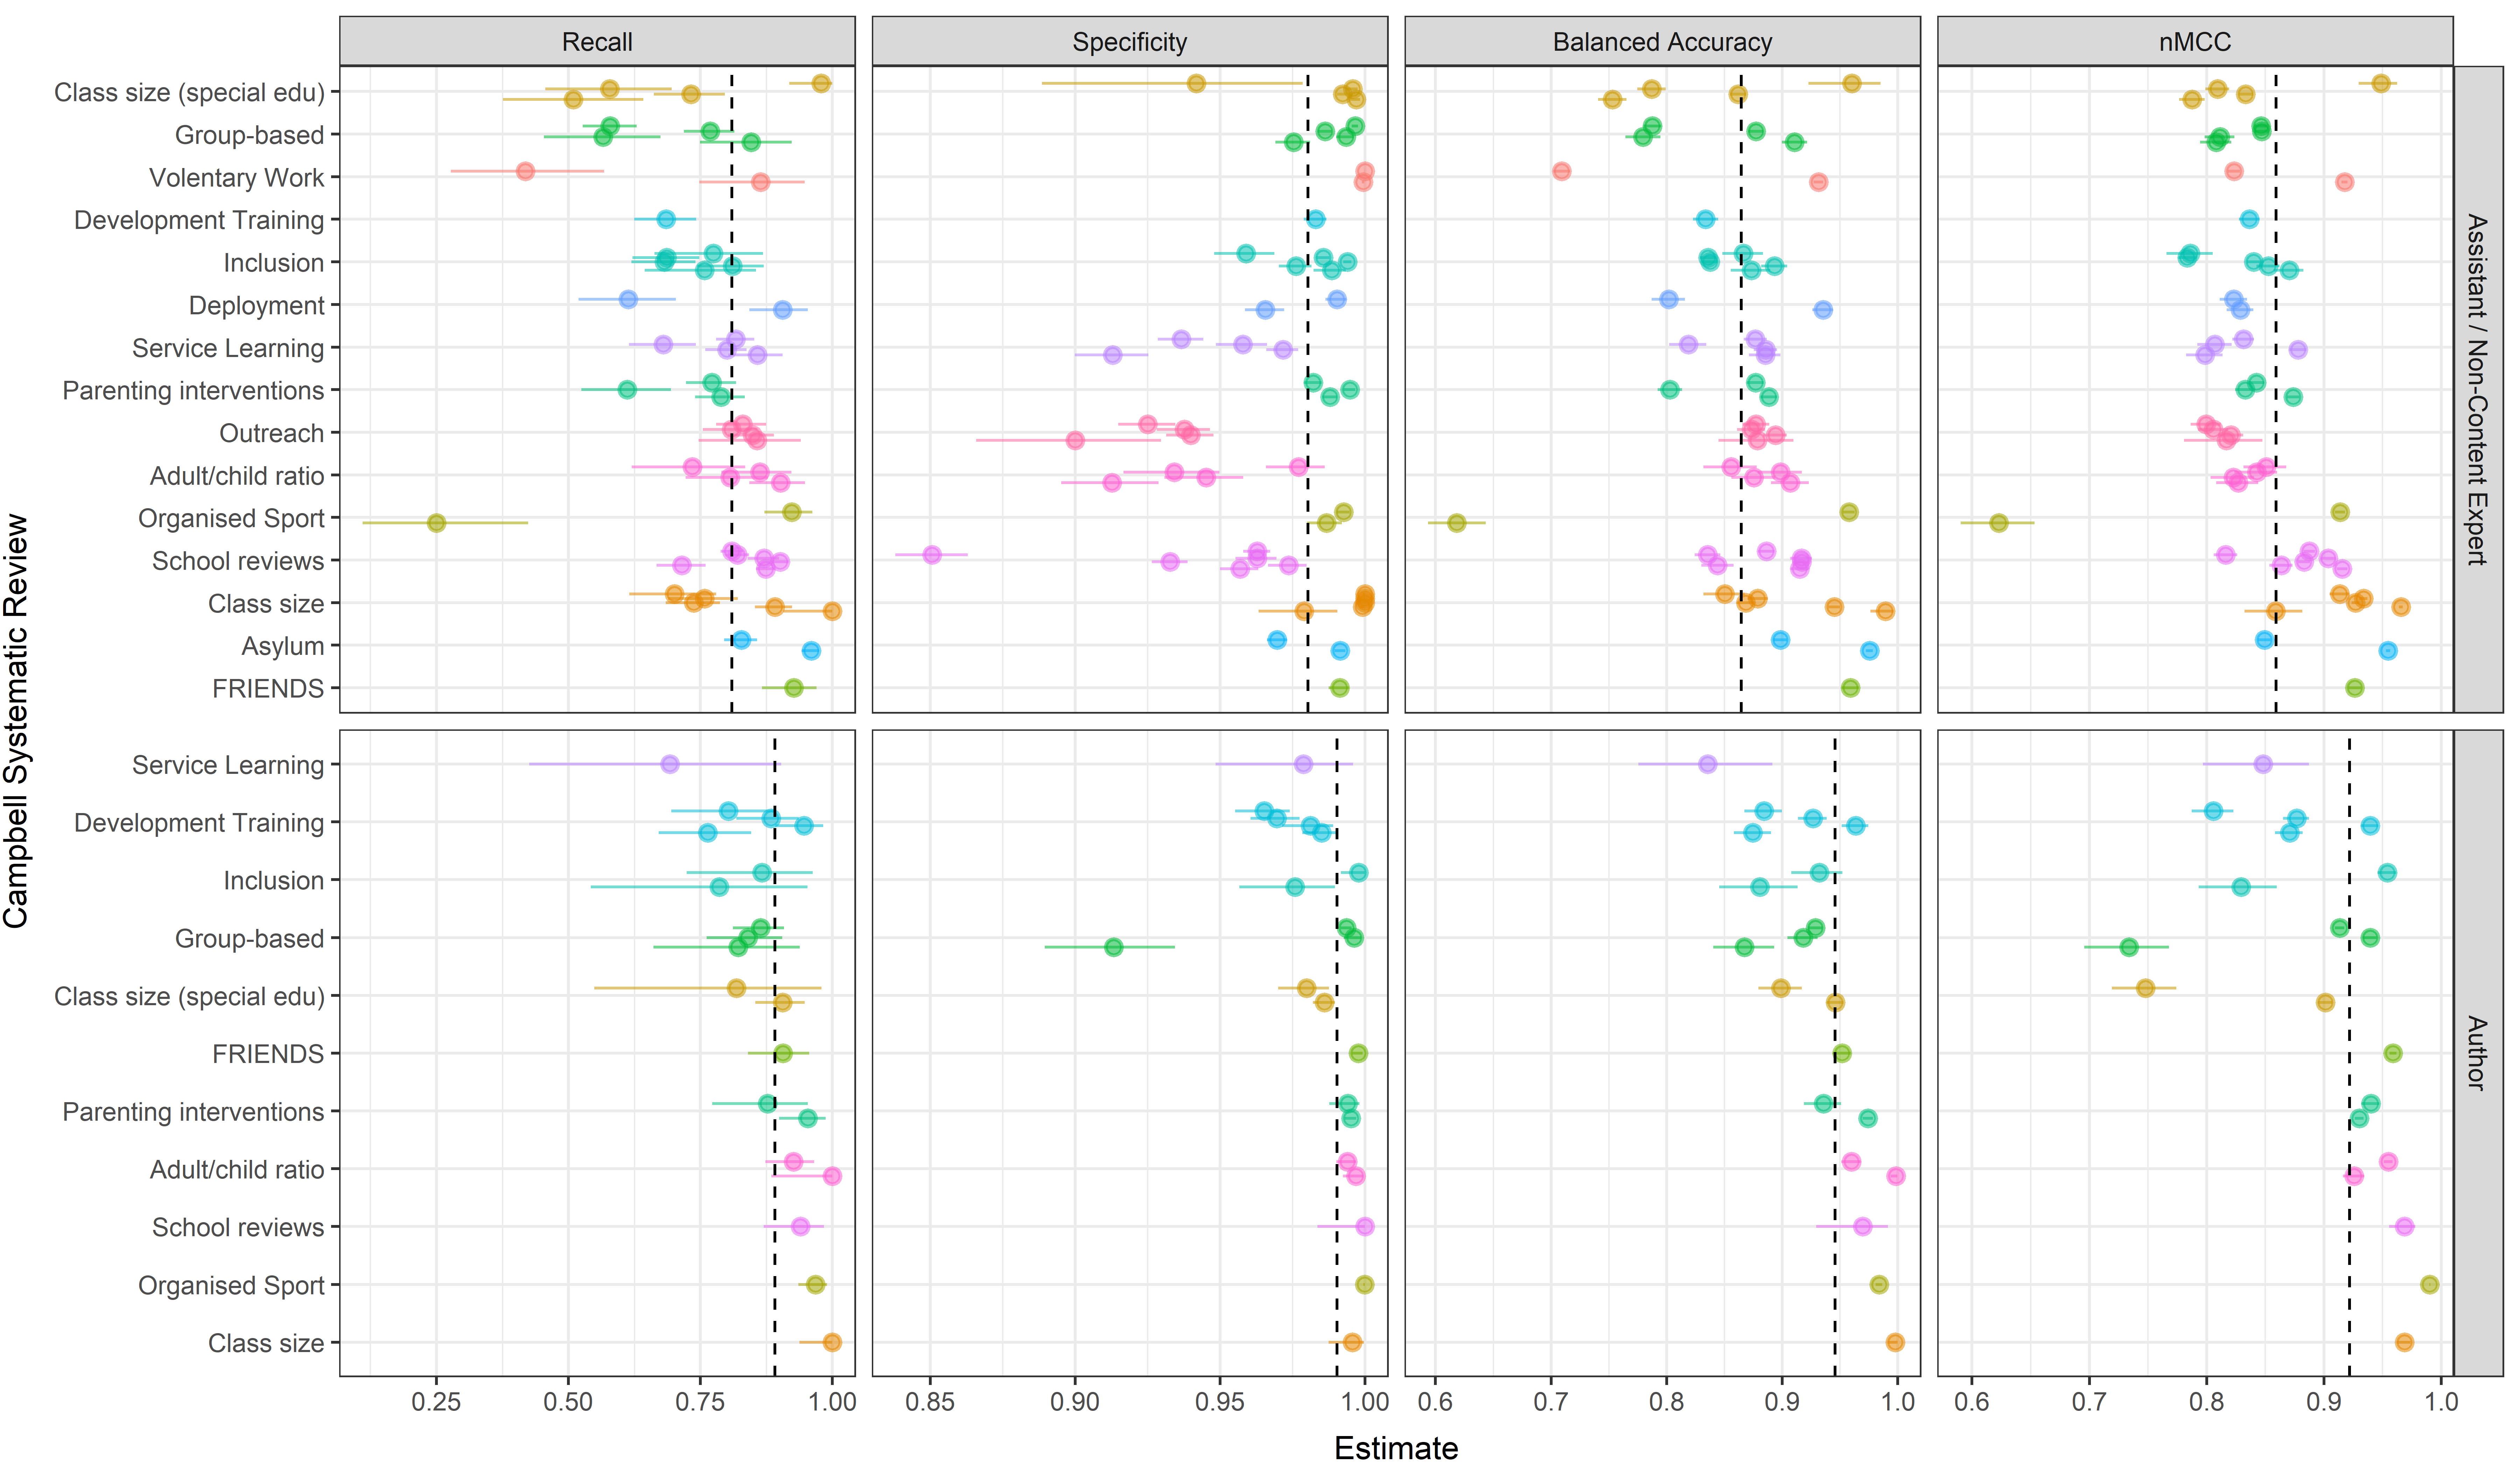 Recall
Specificity
Balanced Accuracy
nMCC
Campbell Systematic Review
Class size (special edu)
Group-based
Volentary Work
Development Training
Inclusion
Deployment
Service Learning
Parenting interventions
Outreach
Adult/child ratio
Organised Sport
School reviews
Class size
Asylum
FRIENDS
Assistant / Non-Content Expert
Service Learning
Development Training
Inclusion
Group-based
Class size (special edu)
FRIENDS
Parenting interventions
Adult/child ratio
School reviews
Organised Sport
Class size
Author
0.25 0.50 0.75 1.00
0.85 0.90 0.95 1.00
0.6 0.7 0.8 0.9 1.0
0.6 0.7 0.8 0.9 1.0
Estimate